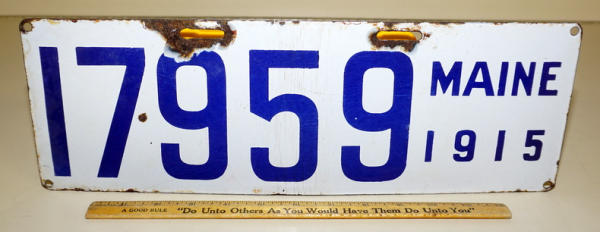 17959 MAINE
1915
A GOOD RULE "Do Unto Others As You Would Have Them Do Unto You"